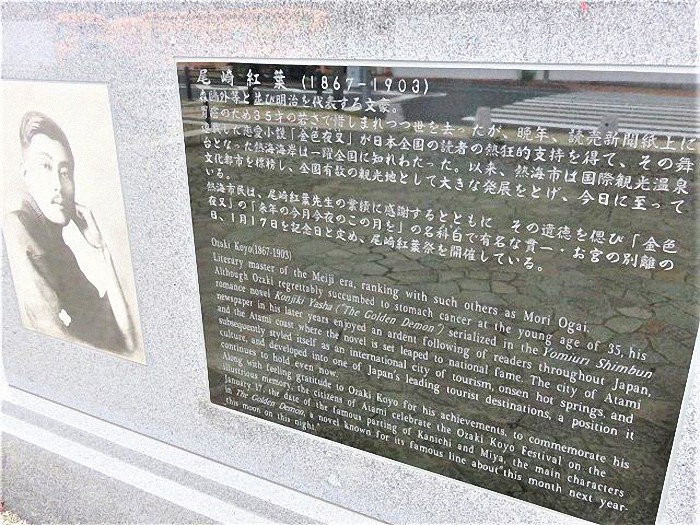 尾崎紅葉 (1867-1903)
森鴎外等と並び明治を代表する文豪。
胃癌のため35才の若さで惜しまれつつ世を去ったが、晩年、読売新聞紙上に
連載した恋愛小説「金色夜叉」が日本全国の読者の熱狂的支持を得て、その舞
台となった熱海海岸は一躍全国に知れわたった。以来、熱海市は国際観光温泉
文化都市を標榜し、全国有数の観光地として大きな発展をとげ、今日に至って
いる。
熱海市民は、尾崎紅葉先生の業績に感謝するとともに、その遺徳を偲び「金色
夜叉」の「来年の今月今夜のこの月を」の名科白で有名な貫一・お宮の別離の
日、1月17日を記念日と定め、尾崎紅葉祭を開催している。
Ozaki Koyo(1867-1903)
Literary master of the Meiji era, ranking with such others as Mori Ogai.
Although Ozaki regrettably succumbed to stomach cancer at the young age of 35, his
romance novel Konjiki Yasha ("The Golden Demon") serialized in the Yomiuri Shimbun
newspaper in his later years enjoyed an ardent following of readers throughout Japan,
and the Atami coast where the novel is set leaped to national fame. The city of Atami
subsequently styled itself as an international city of tourism, onsen hot springs, and
culture, and developed into one of Japan's leading tourist destinations, a position it
continues to hold even now.
Along with feeling gratitude to Ozaki Koyo for his achievements, to commemorate his
illustrious memory, the citizens of Atami celebrate the Ozaki Koyo Festival on the
January 17, the date of the famous parting of Kanichi and Miya, the main characters
in The Golden Demon, a novel known for its famous line about "this month next year-
this moon on this night."